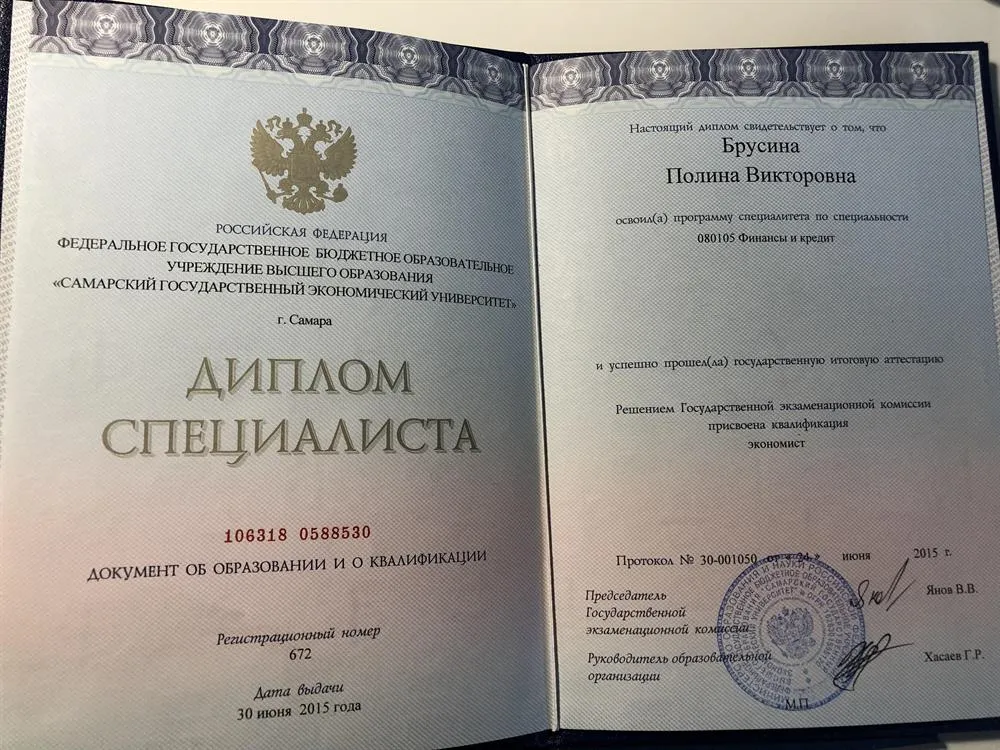 РОССИЙСКАЯ ФЕДЕРАЦИЯ
ФЕДЕРАЛЬНОЕ ГОСУДАРСТВЕННОЕ БЮДЖЕТНОЕ ОБРАЗОВАТЕЛЬНОЕ
УЧРЕЖДЕНИЕ ВЫСШЕГО ОБРАЗОВАНИЯ
«САМАРСКИЙ ГОСУДАРСТВЕННЫЙ ЭКОНОМИЧЕСКИЙ УНИВЕРСИТЕТ»
г. Самара
ДИПЛОМ
СПЕЦИАЛИСТА
106318 0588530
ДОКУМЕНТ ОБ ОБРАЗОВАНИИ И О КВАЛИФИКАЦИИ
Регистрационный номер
672
Дата выдачи
30 июня 2015 года
Настоящий диплом свидетельствует о том, что
Брусина
Полина Викторовна
освоил(а) программу специалитета по специальности
080105 Финансы и кредит
и успешно прошел(ла) государственную итоговую аттестацию
Решением Государственной экзаменационной комиссии
присвоена квалификация
экономист
Протокол № 30-001050 от « 24 » июня 2015 г.
Председатель
Государственной
экзаменационной комиссии
Янов В.В.
Руководитель образовательной
организации
Хасаев Г.Р.
М.П.